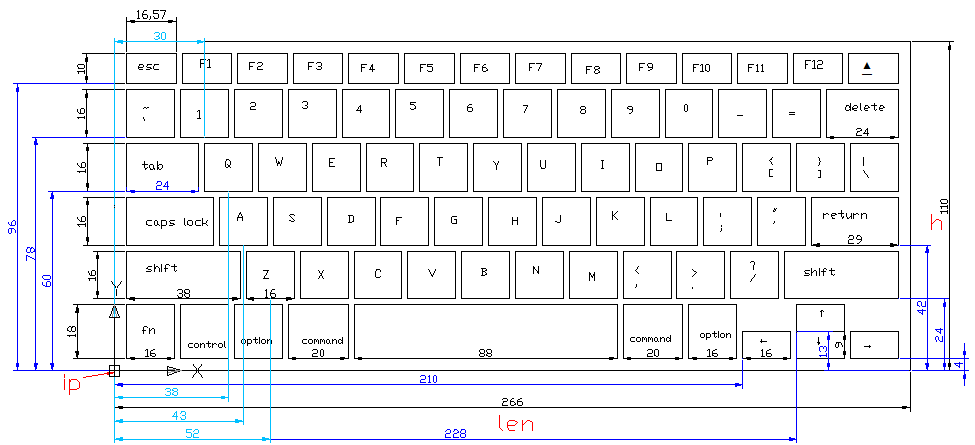 16,57
30
esc F1 F2 F3 F4 F5 F6 F7 F8 F9 F10 F11 F12 ▲
10
~ 1 2 3 4 5 6 7 8 9 0 _ = delete
`
16
24
tab Q W E R T Y U I O P { } |
[ ] \
16
24
caps lock A S D F G H J K L : " return
; '
16
29
h
110
96
78
60
shift Z X C V B N M < > ? shift
, . /
16
38
16
Y
42
24
18
fn control option command command option ↑
← ↓ →
16 20 88 20 16 16 13 9
4
ip
X
210
38
266
43
len
52
228